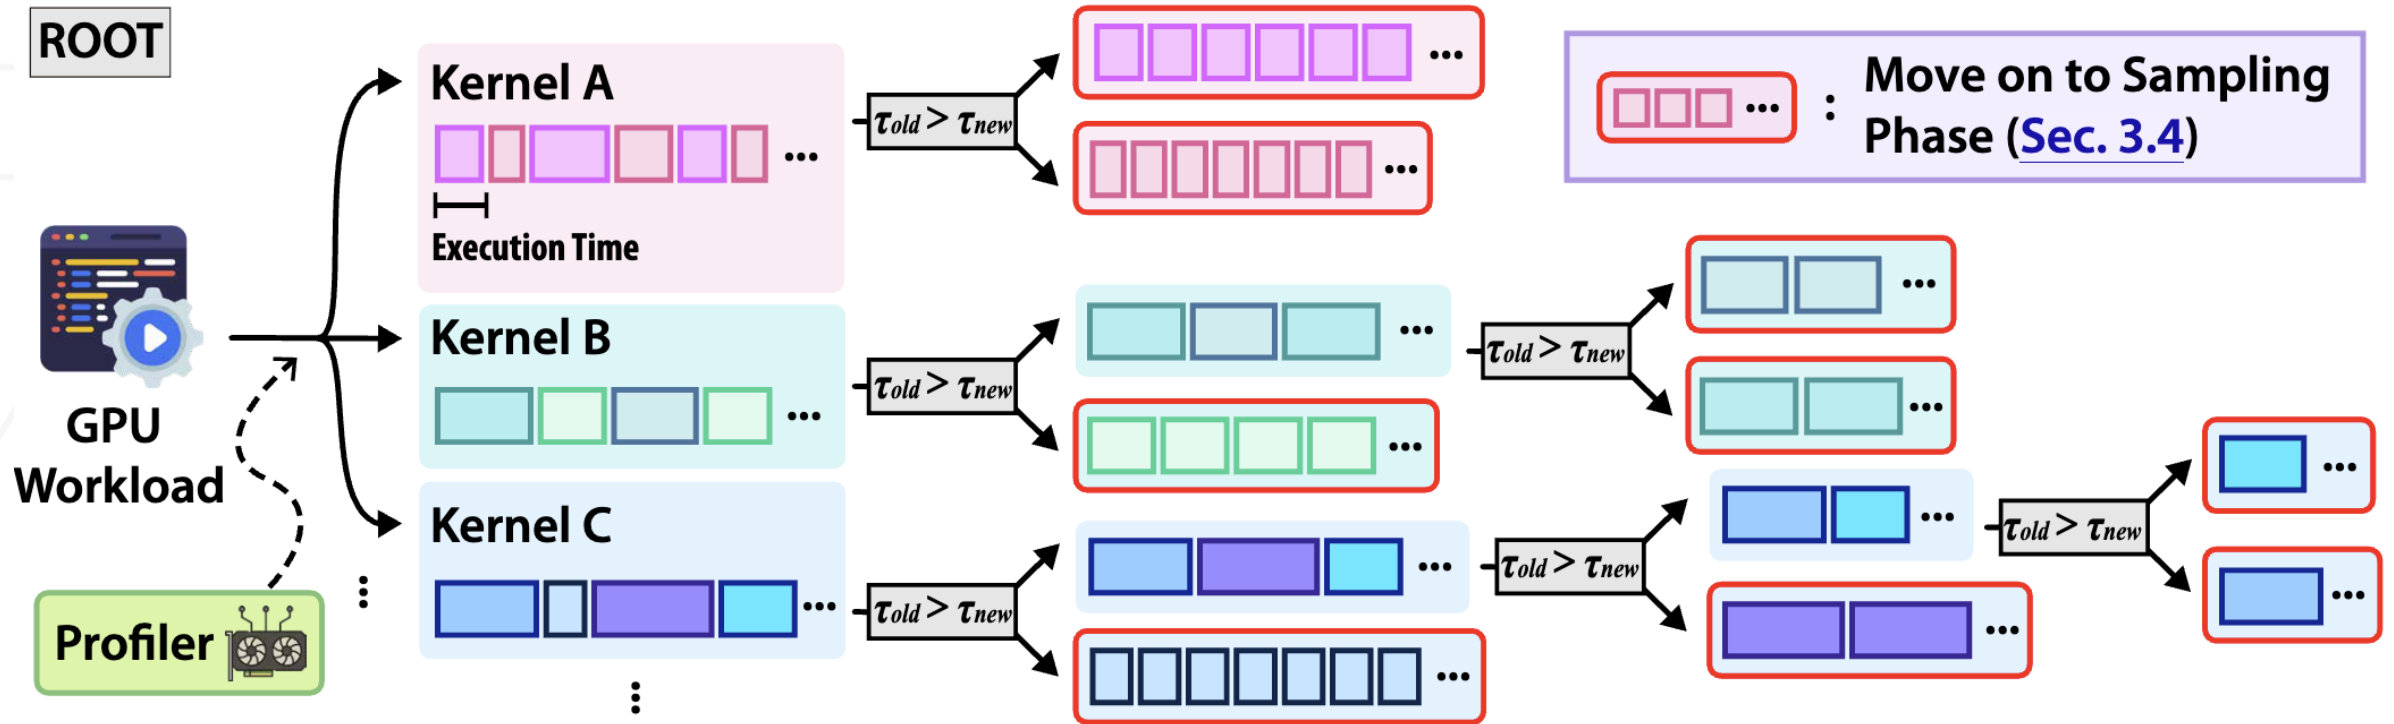 ROOT
GPU
Workload
Profiler
Kernel A
Execution Time
τold > τnew
Kernel B
τold > τnew
τold > τnew
Kernel C
τold > τnew
τold > τnew
τold > τnew
: Move on to Sampling
Phase (Sec. 3.4)